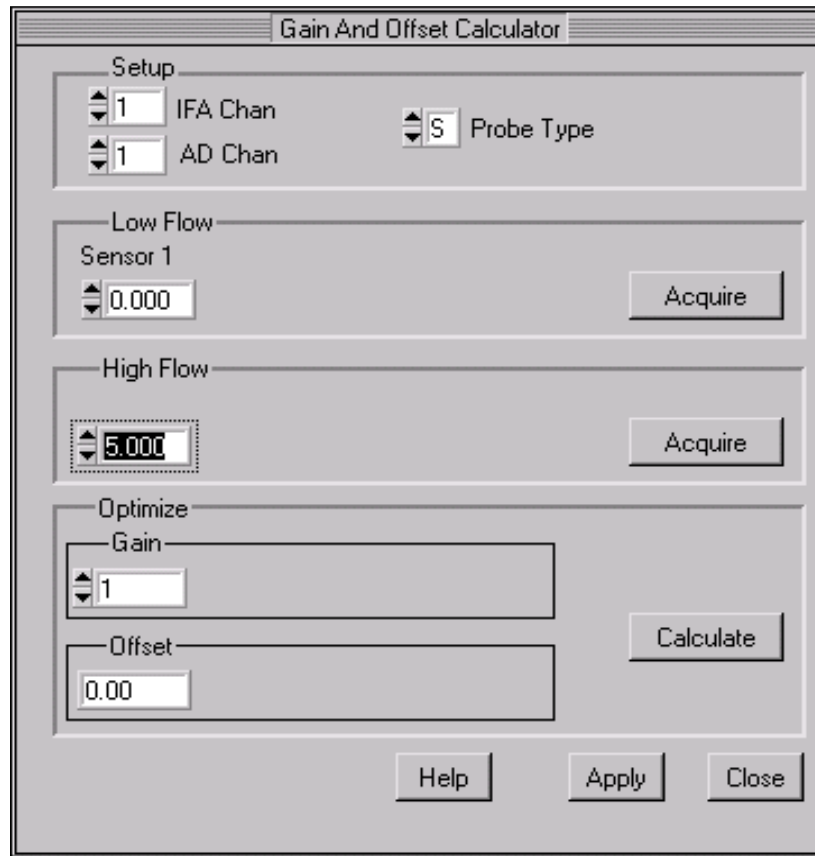 Gain And Offset Calculator
Setup
1 IFA Chan
S Probe Type
1 AD Chan
Low Flow
Sensor 1
0.000
Acquire
High Flow
5.000
Acquire
Optimize
Gain
1
Calculate
Offset
0.00
Help Apply Close